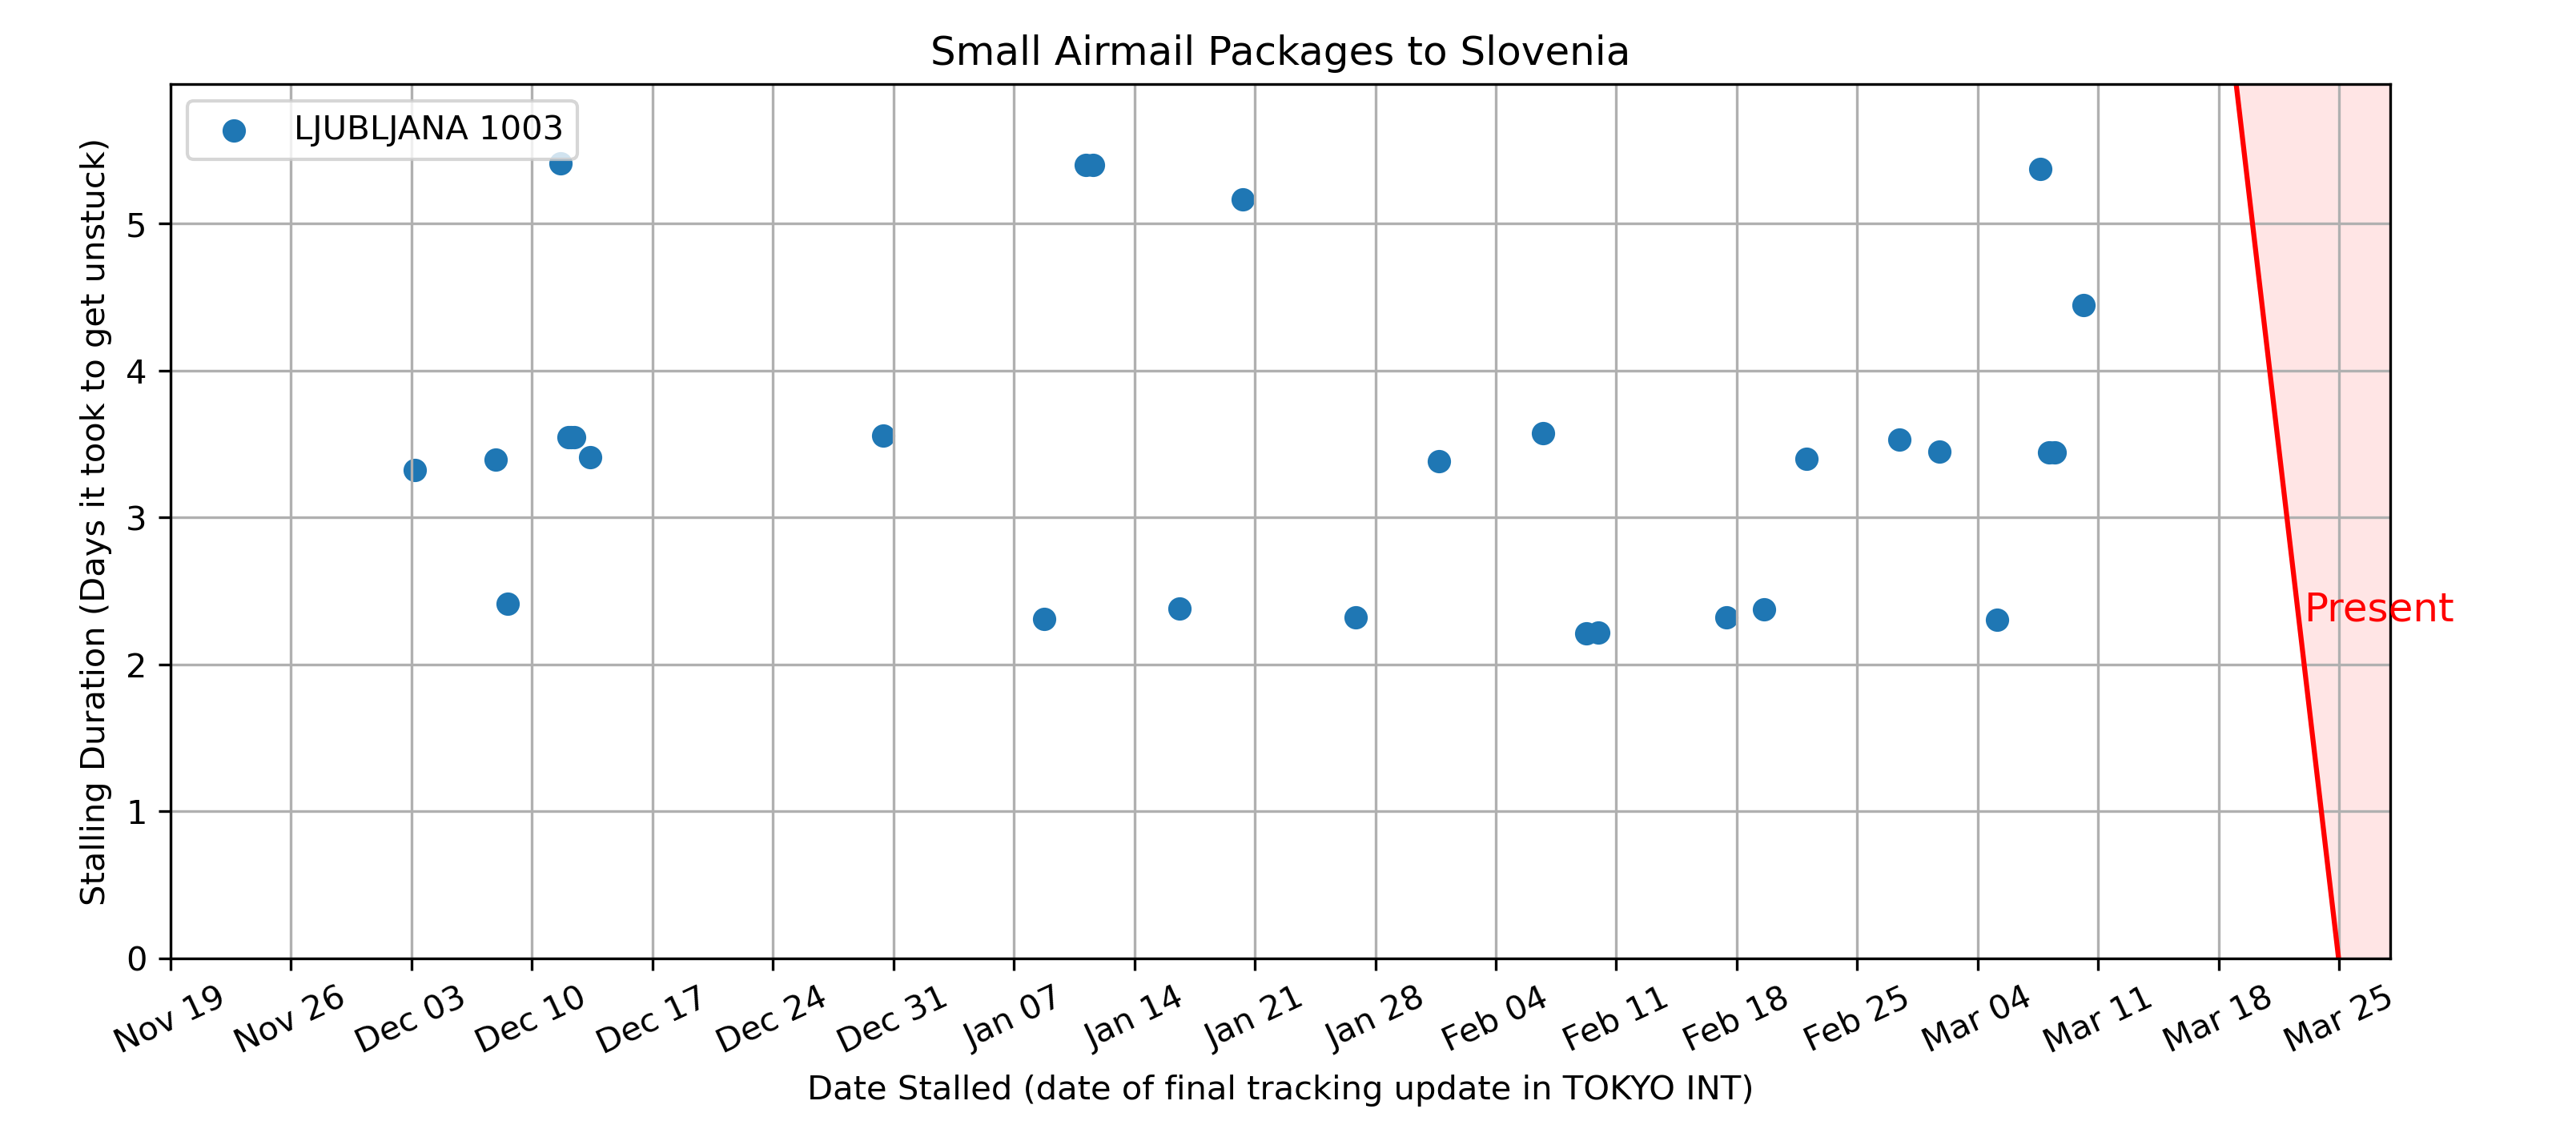 Small Airmail Packages to Slovenia
LJUBLJANA 1003
Stalling Duration (Days it took to get unstuck)
5
4
3
2
1
0
Present
Nov 19
Nov 26
Dec 03
Dec 10
Dec 17
Dec 24
Dec 31
Jan 07
Jan 14
Jan 21
Jan 28
Feb 04
Feb 11
Feb 18
Feb 25
Mar 04
Mar 11
Mar 18
Mar 25
Date Stalled (date of final tracking update in TOKYO INT)